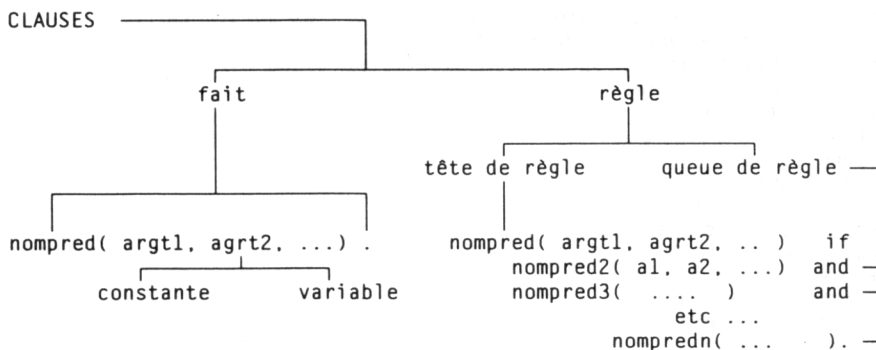 CLAUSES
fait règle
tête de règle queue de règle
nompred( argt1, agrt2, ...) . nompred( argt1, agrt2, .. ) if
nompred2( a1, a2, ...) and
constante variable nompred3( .... ) and
etc ...
nompredn( ... ).